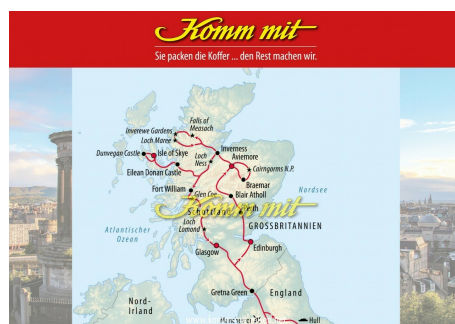 Komm mit
Sie packen die Koffer ... den Rest machen wir.
Falls of
Measach
Inverewe Gardens
Loch Maree
Inverness
Dunvegan Castle
Isle of Skye
Loch
Ness
Aviemore
Cairngorms N.P.
Eilean Donan Castle
Braemar
Nordsee
Fort William
Glen Coe
Blair Atholl
Komm mit
Schottland
Perth
Atlantischer
Ozean
Loch
Lomond
GROSSBRITANNIEN
Glasgow
Edinburgh
Gretna Green
England
Nord-
Irland
Hull